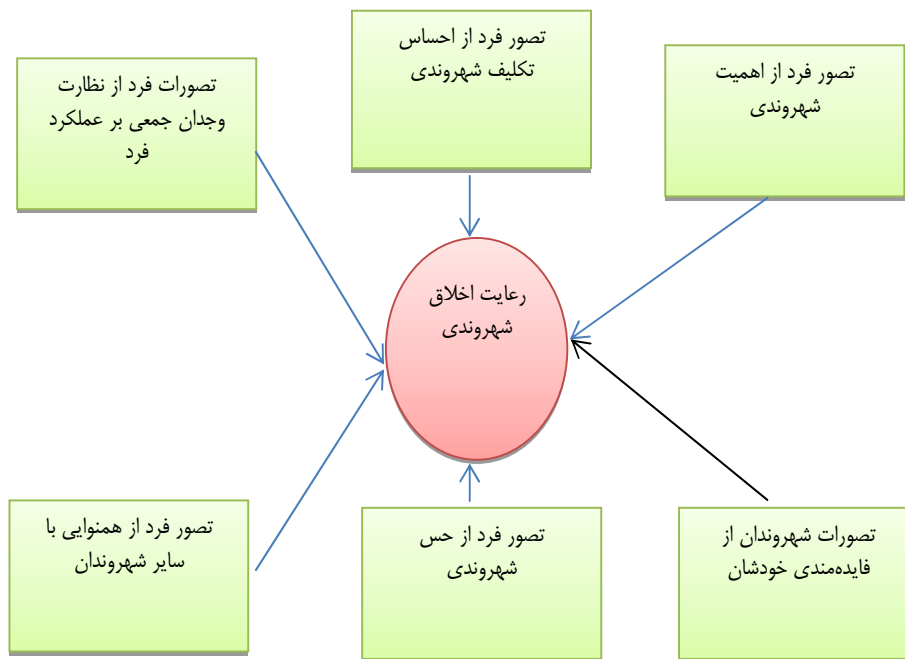 تصور فرد از اهمیت
شهروندی
تصور فرد از احساس
تکلیف شهروندی
تصورات فرد از نظارت
وجدان جمعی بر عملکرد
فرد
رعایت اخلاق
شهروندی
تصورات شهروندان از
فایده‌مندی خودشان
تصور فرد از حس
شهروندی
تصور فرد از همنوایی با
سایر شهروندان